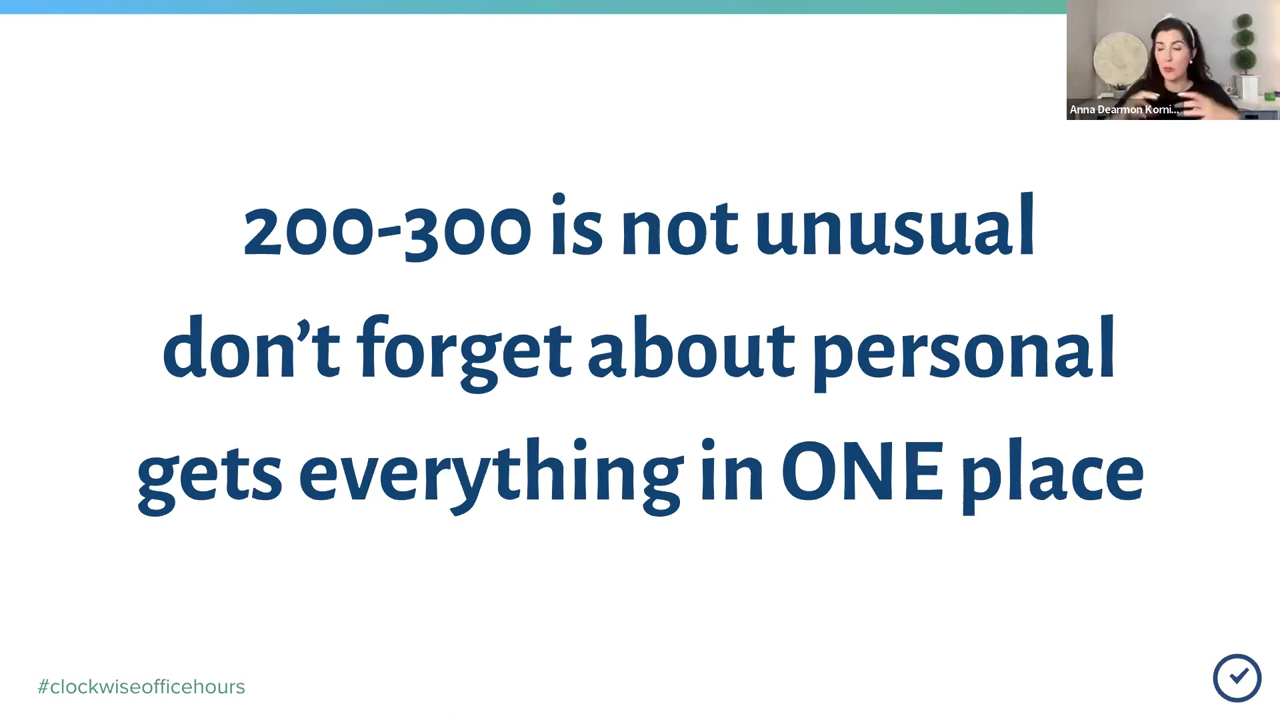 Anna Dearmon Korni...
200-300 is not unusual
don’t forget about personal
gets everything in ONE place
#clockwiseofficehours